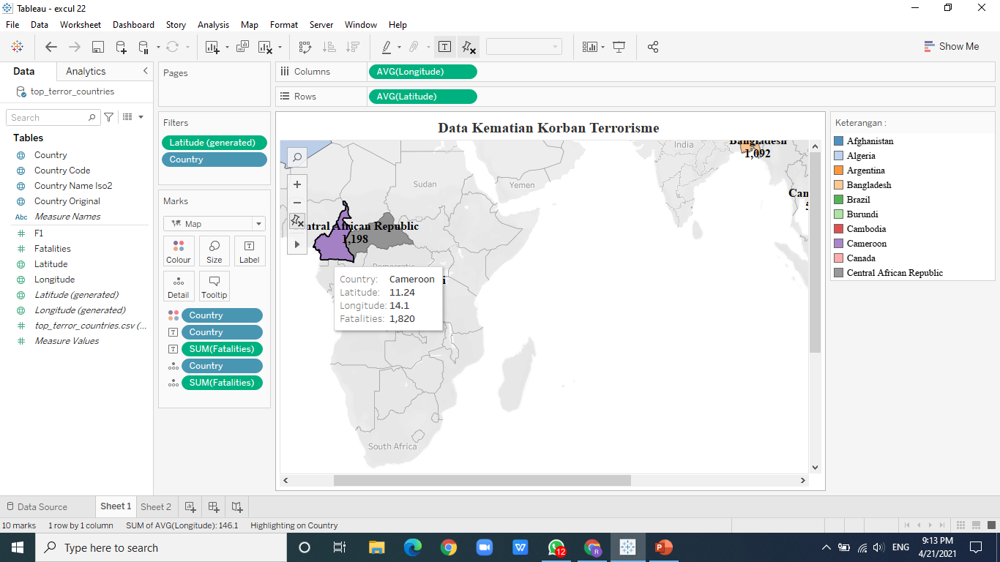 Tableau - excul 22
File Data Worksheet Dashboard Story Analysis Map Format Server Window Help
Show Me
Data Analytics
top_terror_countries
Search
Tables
Country
Country Code
Country Name Iso2
Country Original
Abc Measure Names
F1
Fatalities
Latitude
Longitude
Latitude (generated)
Longitude (generated)
top_terror_countries.csv (...
Measure Values
Pages
Filters
Latitude (generated)
Country
Marks
Map
Colour Size Label
Detail Tooltip
Country
Country
SUM(Fatalities)
Country
SUM(Fatalities)
Columns AVG(Longitude)
Rows AVG(Latitude)
Data Kematian Korban Terrorisme
Bangladesh
1,092
India
Sudan
Yemen
ntral African Republic
1,198
Democratic
Country: Cameroon
Latitude: 11.24
Longitude: 14.1
Fatalities: 1,820
South Africa
Keterangan :
Afghanistan
Algeria
Argentina
Bangladesh
Brazil
Burundi
Cambodia
Cameroon
Canada
Central African Republic
Data Source Sheet 1 Sheet 2
10 marks 1 row by 1 column SUM of AVG(Longitude): 146.1 Highlighting on Country
Type here to search
12
R
ENG
9:13 PM
4/21/2021